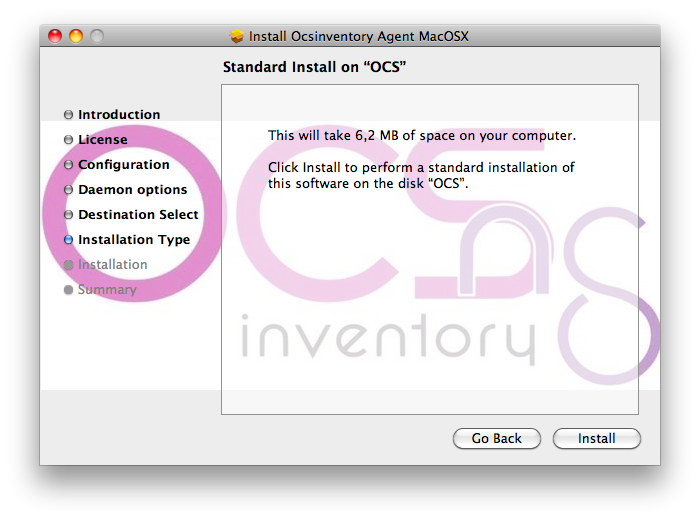 Install Ocsinventory Agent MacOSX
Standard Install on “OCS”
Introduction
License
Configuration
Daemon options
Destination Select
Installation Type
Installation
Summary
This will take 6,2 MB of space on your computer.
Click Install to perform a standard installation of
this software on the disk “OCS”.
OCS
ng
inventory
Go Back
Install